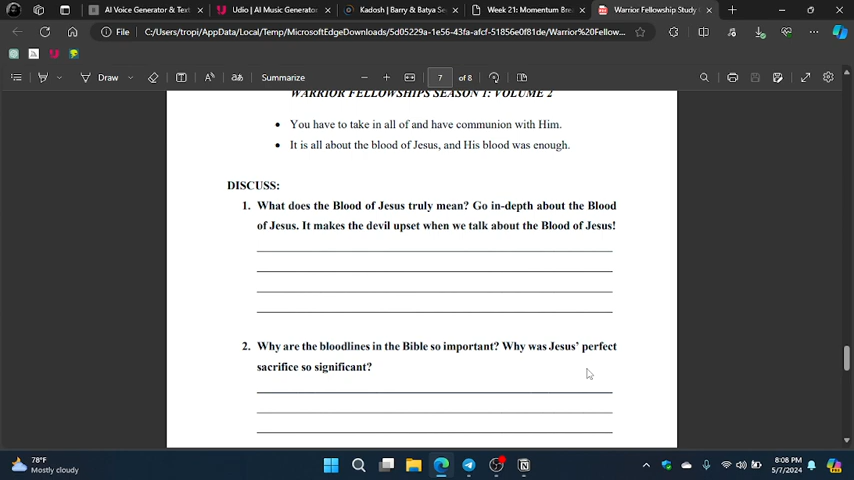 AI Voice Generator & Text
Udio | AI Music Generator
Kadosh | Barry & Batya Se
Week 21: Momentum Bre
Warrior Fellowship Study
File
C:/Users/tropi/AppData/Local/Temp/MicrosoftEdgeDownloads/5d05229a-1e56-43fa-afcf-51856e0f81de/Warrior%20Fellow...
Draw
Summarize
7 of 8
WARRIOR FELLOWSHIPS SEASON 1: VOLUME 2
• You have to take in all of and have communion with Him.
• It is all about the blood of Jesus, and His blood was enough.
DISCUSS:
1. What does the Blood of Jesus truly mean? Go in-depth about the Blood
of Jesus. It makes the devil upset when we talk about the Blood of Jesus!
2. Why are the bloodlines in the Bible so important? Why was Jesus’ perfect
sacrifice so significant?
78°F
Mostly cloudy
8:08 PM
5/7/2024